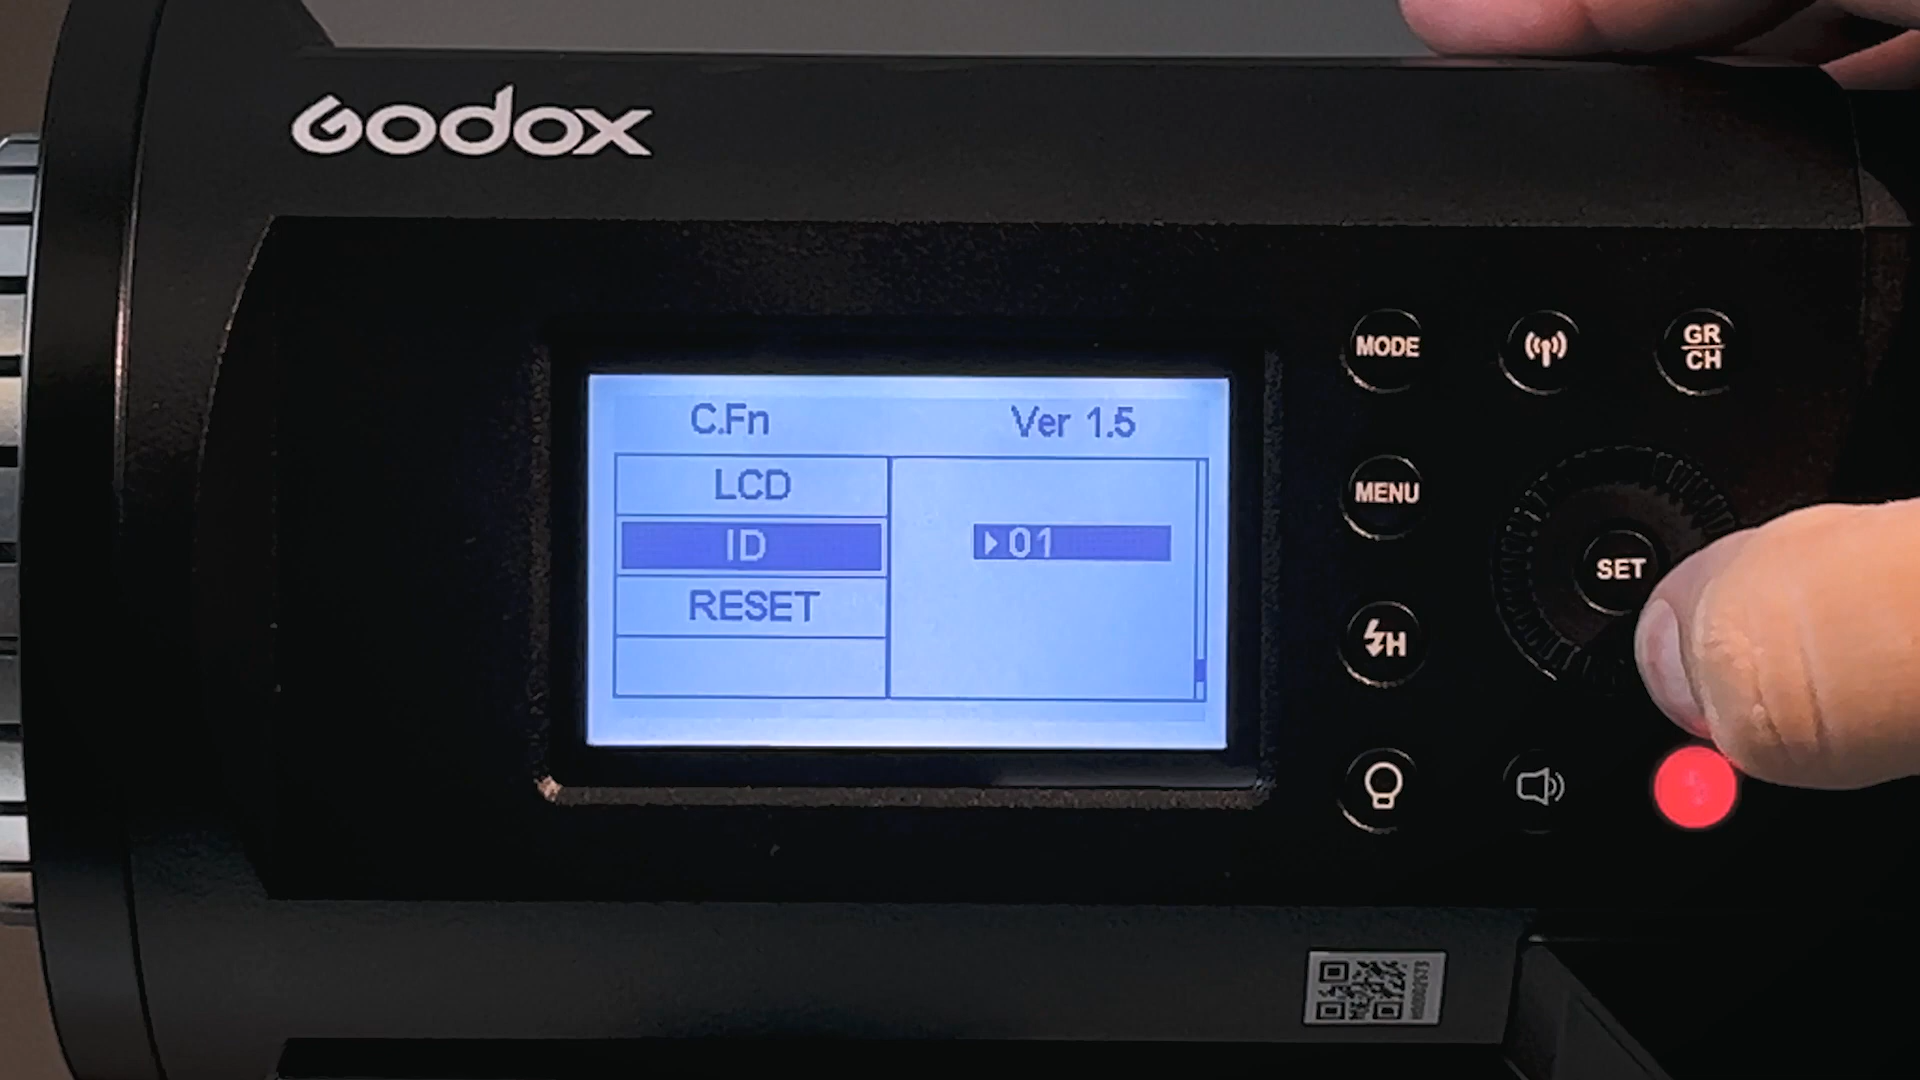 Godox
C.Fn Ver 1.5
LCD
ID 01
RESET
MODE
GR
CH
MENU
SET
H